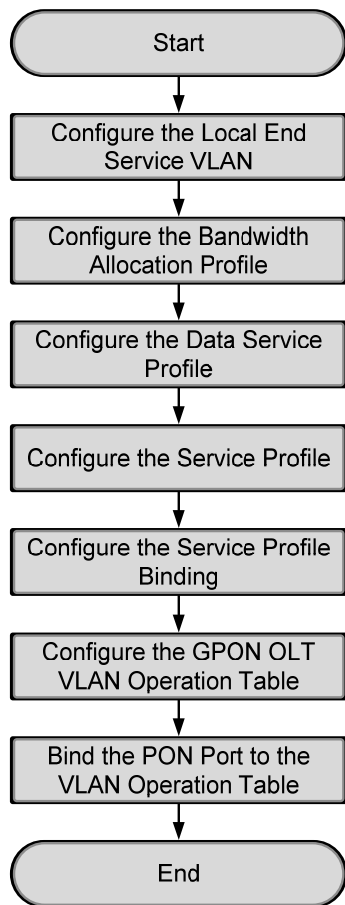 Start
Configure the Local End
Service VLAN
Configure the Bandwidth
Allocation Profile
Configure the Data Service
Profile
Configure the Service Profile
Configure the Service Profile
Binding
Configure the GPON OLT
VLAN Operation Table
Bind the PON Port to the
VLAN Operation Table
End